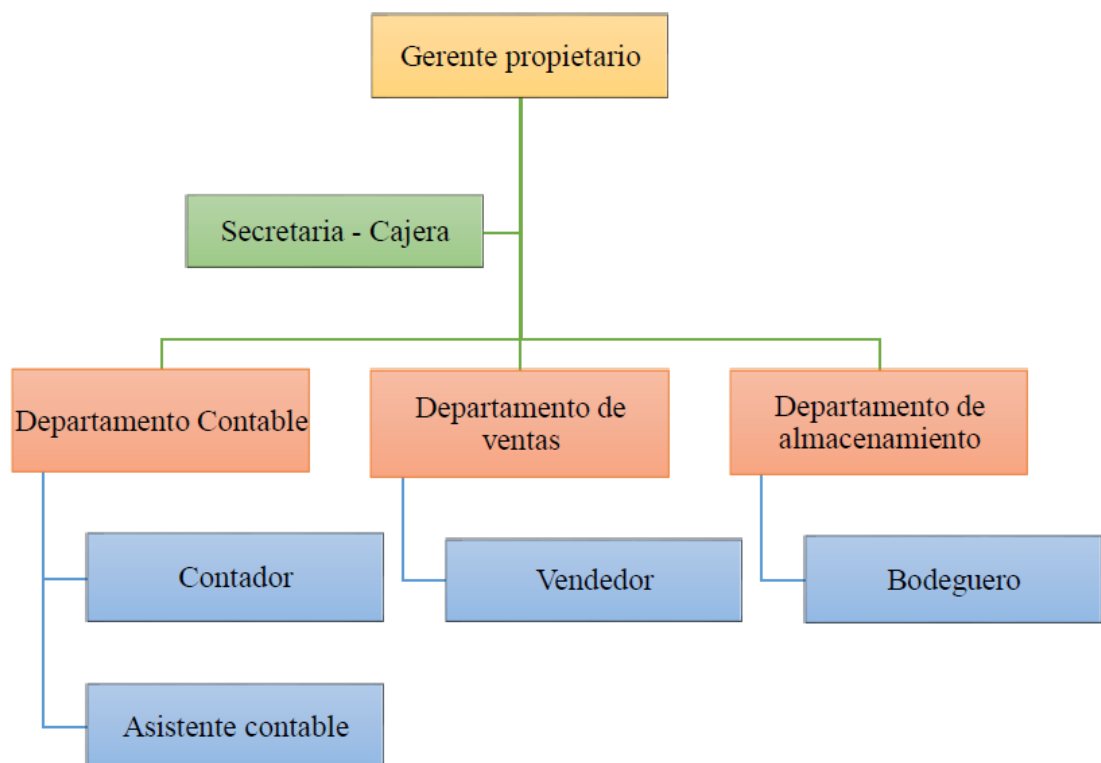 Gerente propietario
Secretaria - Cajera
Departamento Contable
Departamento de
ventas
Departamento de
almacenamiento
Contador
Vendedor
Bodeguero
Asistente contable